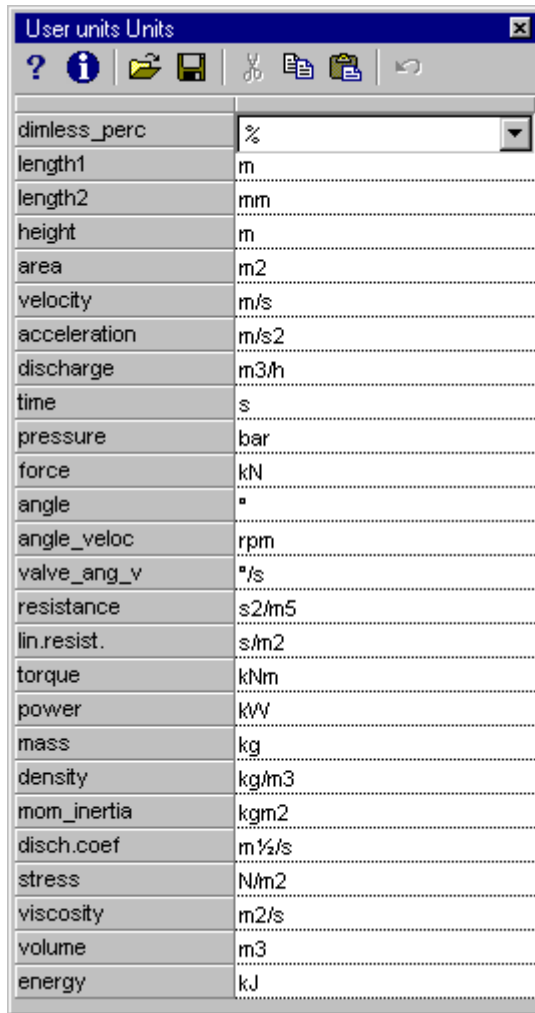 User units Units
dimless_perc %
length1 m
length2 mm
height m
area m2
velocity m/s
acceleration m/s2
discharge m3/h
time s
pressure bar
force kN
angle °
angle_veloc rpm
valve_ang_v °/s
resistance s2/m5
lin.resist. s/m2
torque kNm
power kW
mass kg
density kg/m3
mom_inertia kgm2
disch.coef m½/s
stress N/m2
viscosity m2/s
volume m3
energy kJ